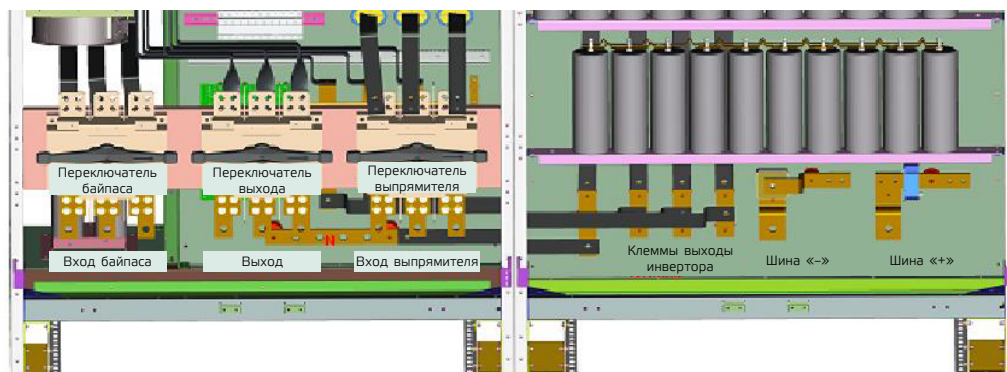 Переключатель
байпаса
Переключатель
выхода
Переключатель
выпрямителя
Вход байпаса
Выход
N
Вход выпрямителя
Клеммы выходы
инвертора
Шина «–»
Шина «+»